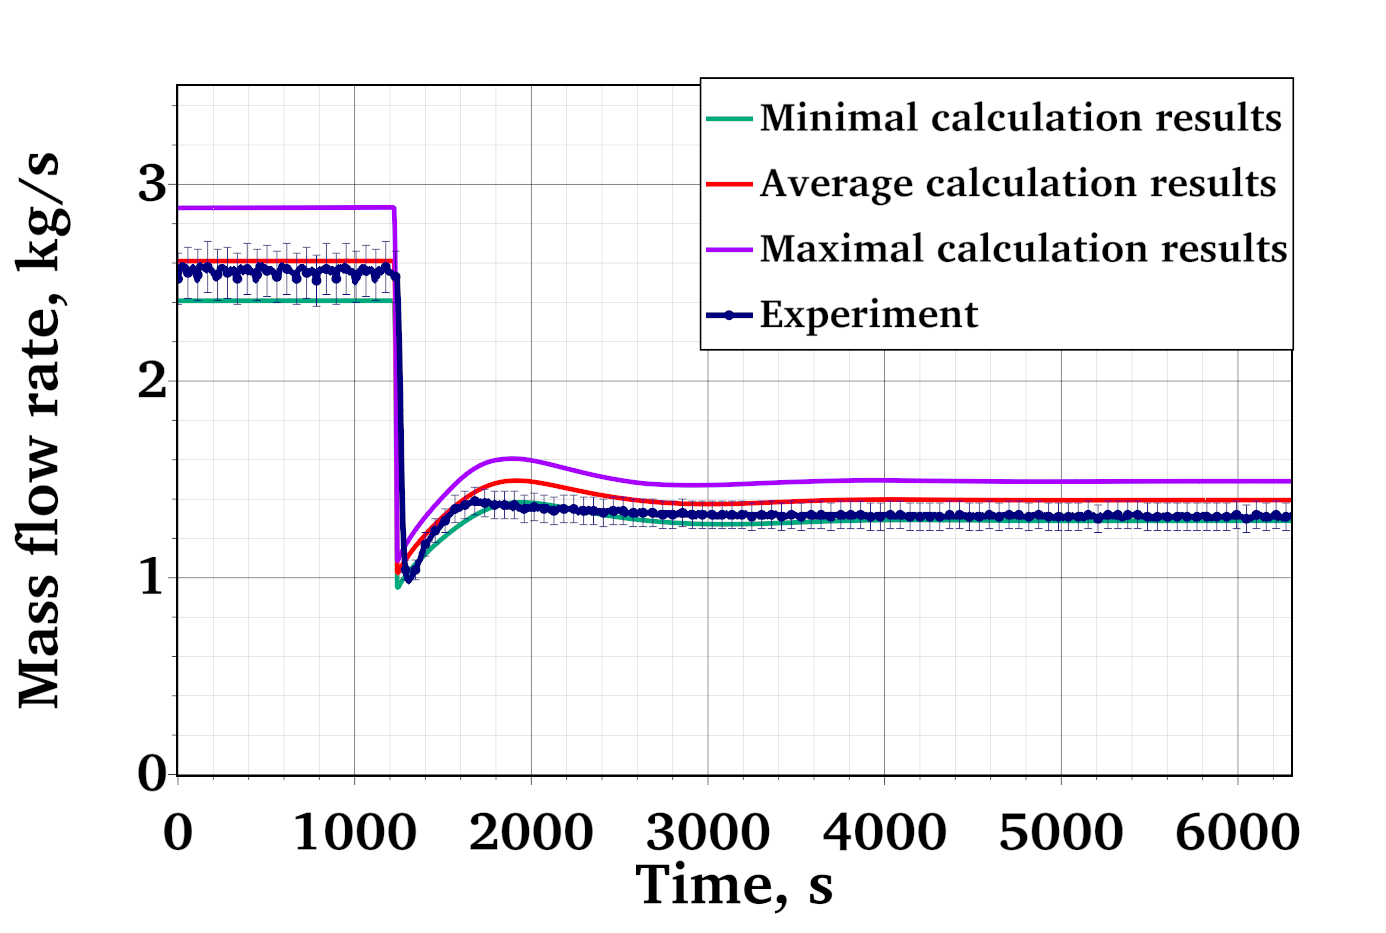 Mass flow rate, kg/s
3
2
1
0
Minimal calculation results
Average calculation results
Maximal calculation results
Experiment
0 1000 2000 3000 4000 5000 6000
Time, s